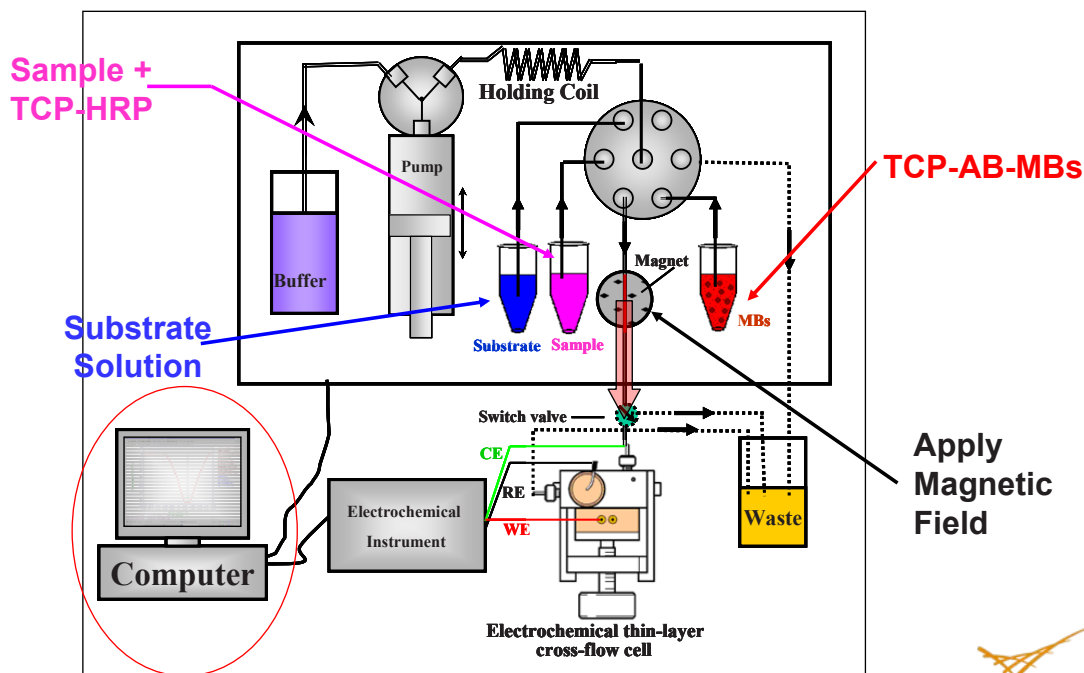 Sample +
TCP-HRP
Holding Coil
Pump
TCP-AB-MBs
Buffer
Magnet
MBs
Substrate
Sample
Substrate
Solution
Switch valve
CE
RE
WE
Electrochemical
Instrument
Waste
Apply
Magnetic
Field
Computer
Electrochemical thin-layer
cross-flow cell